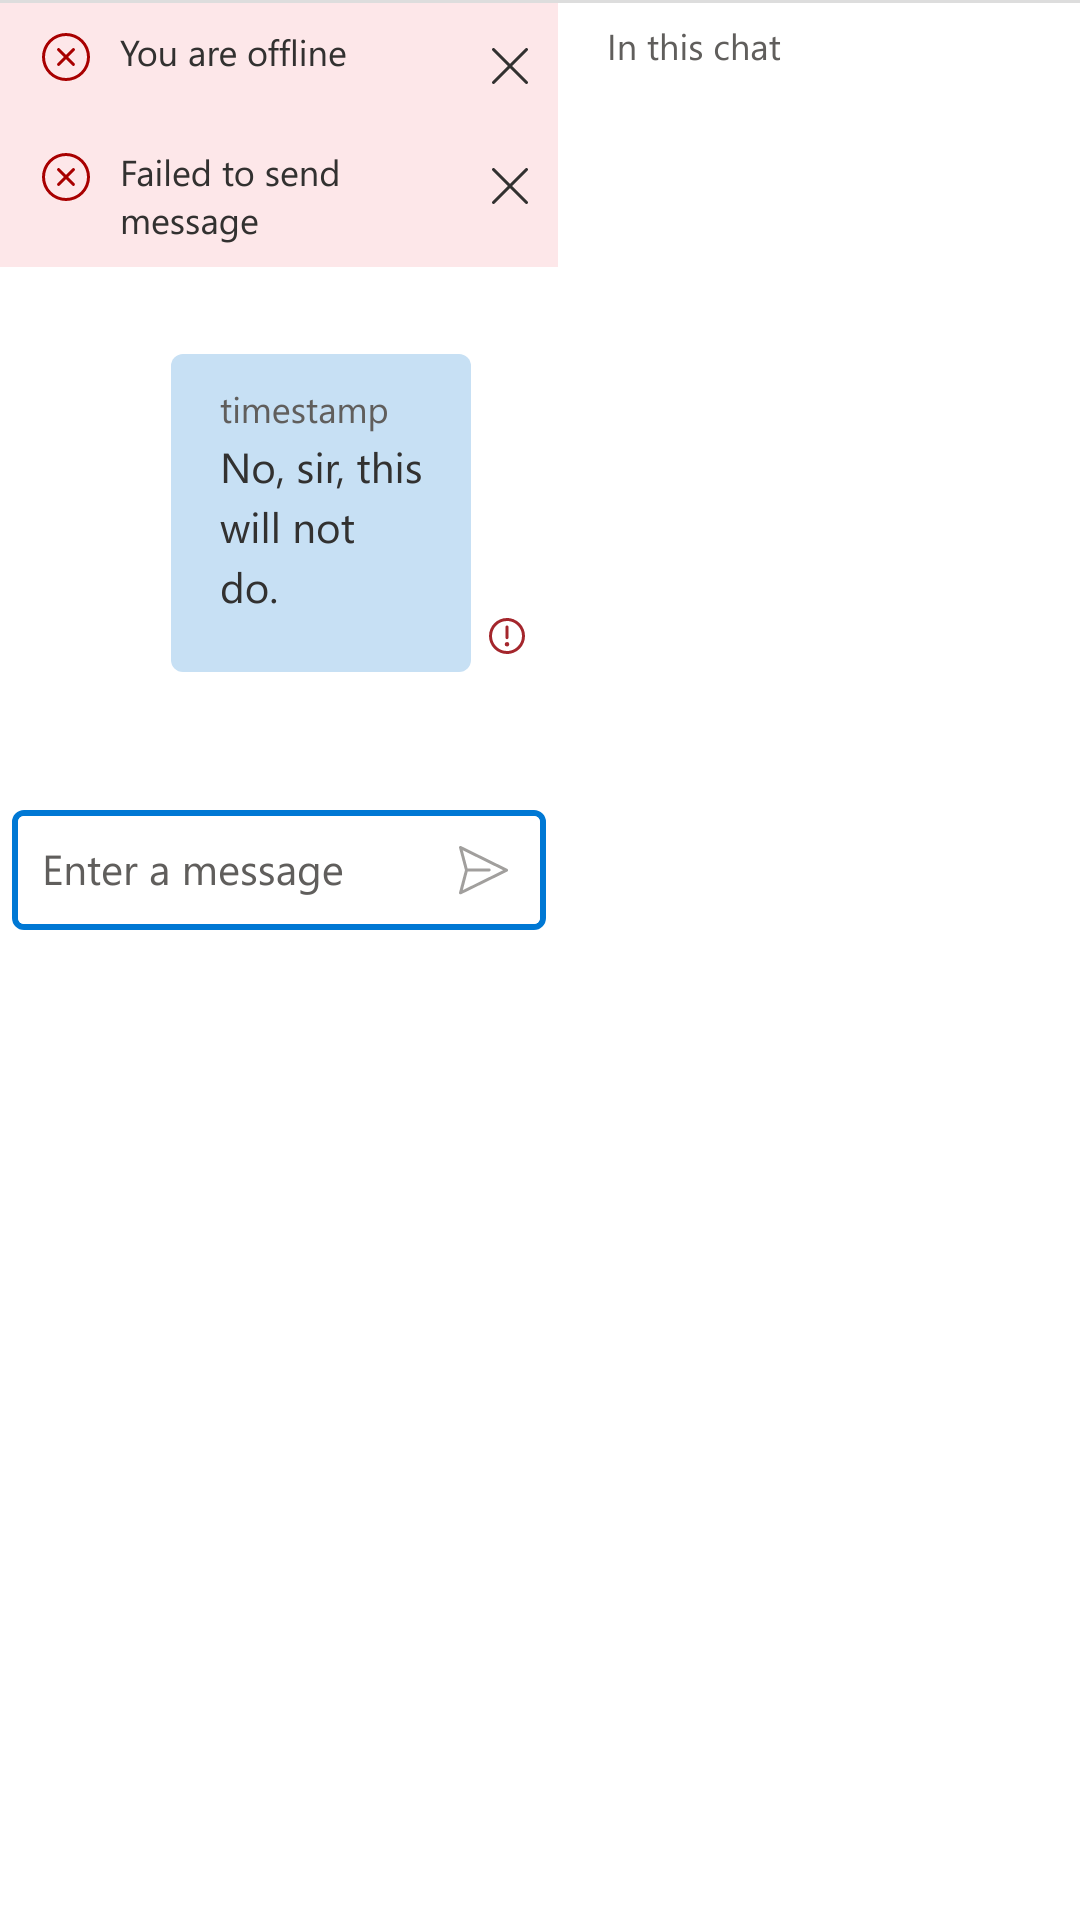 You are offline
Failed to send
message
In this chat
timestamp
No, sir, this
will not
do.
Enter a message